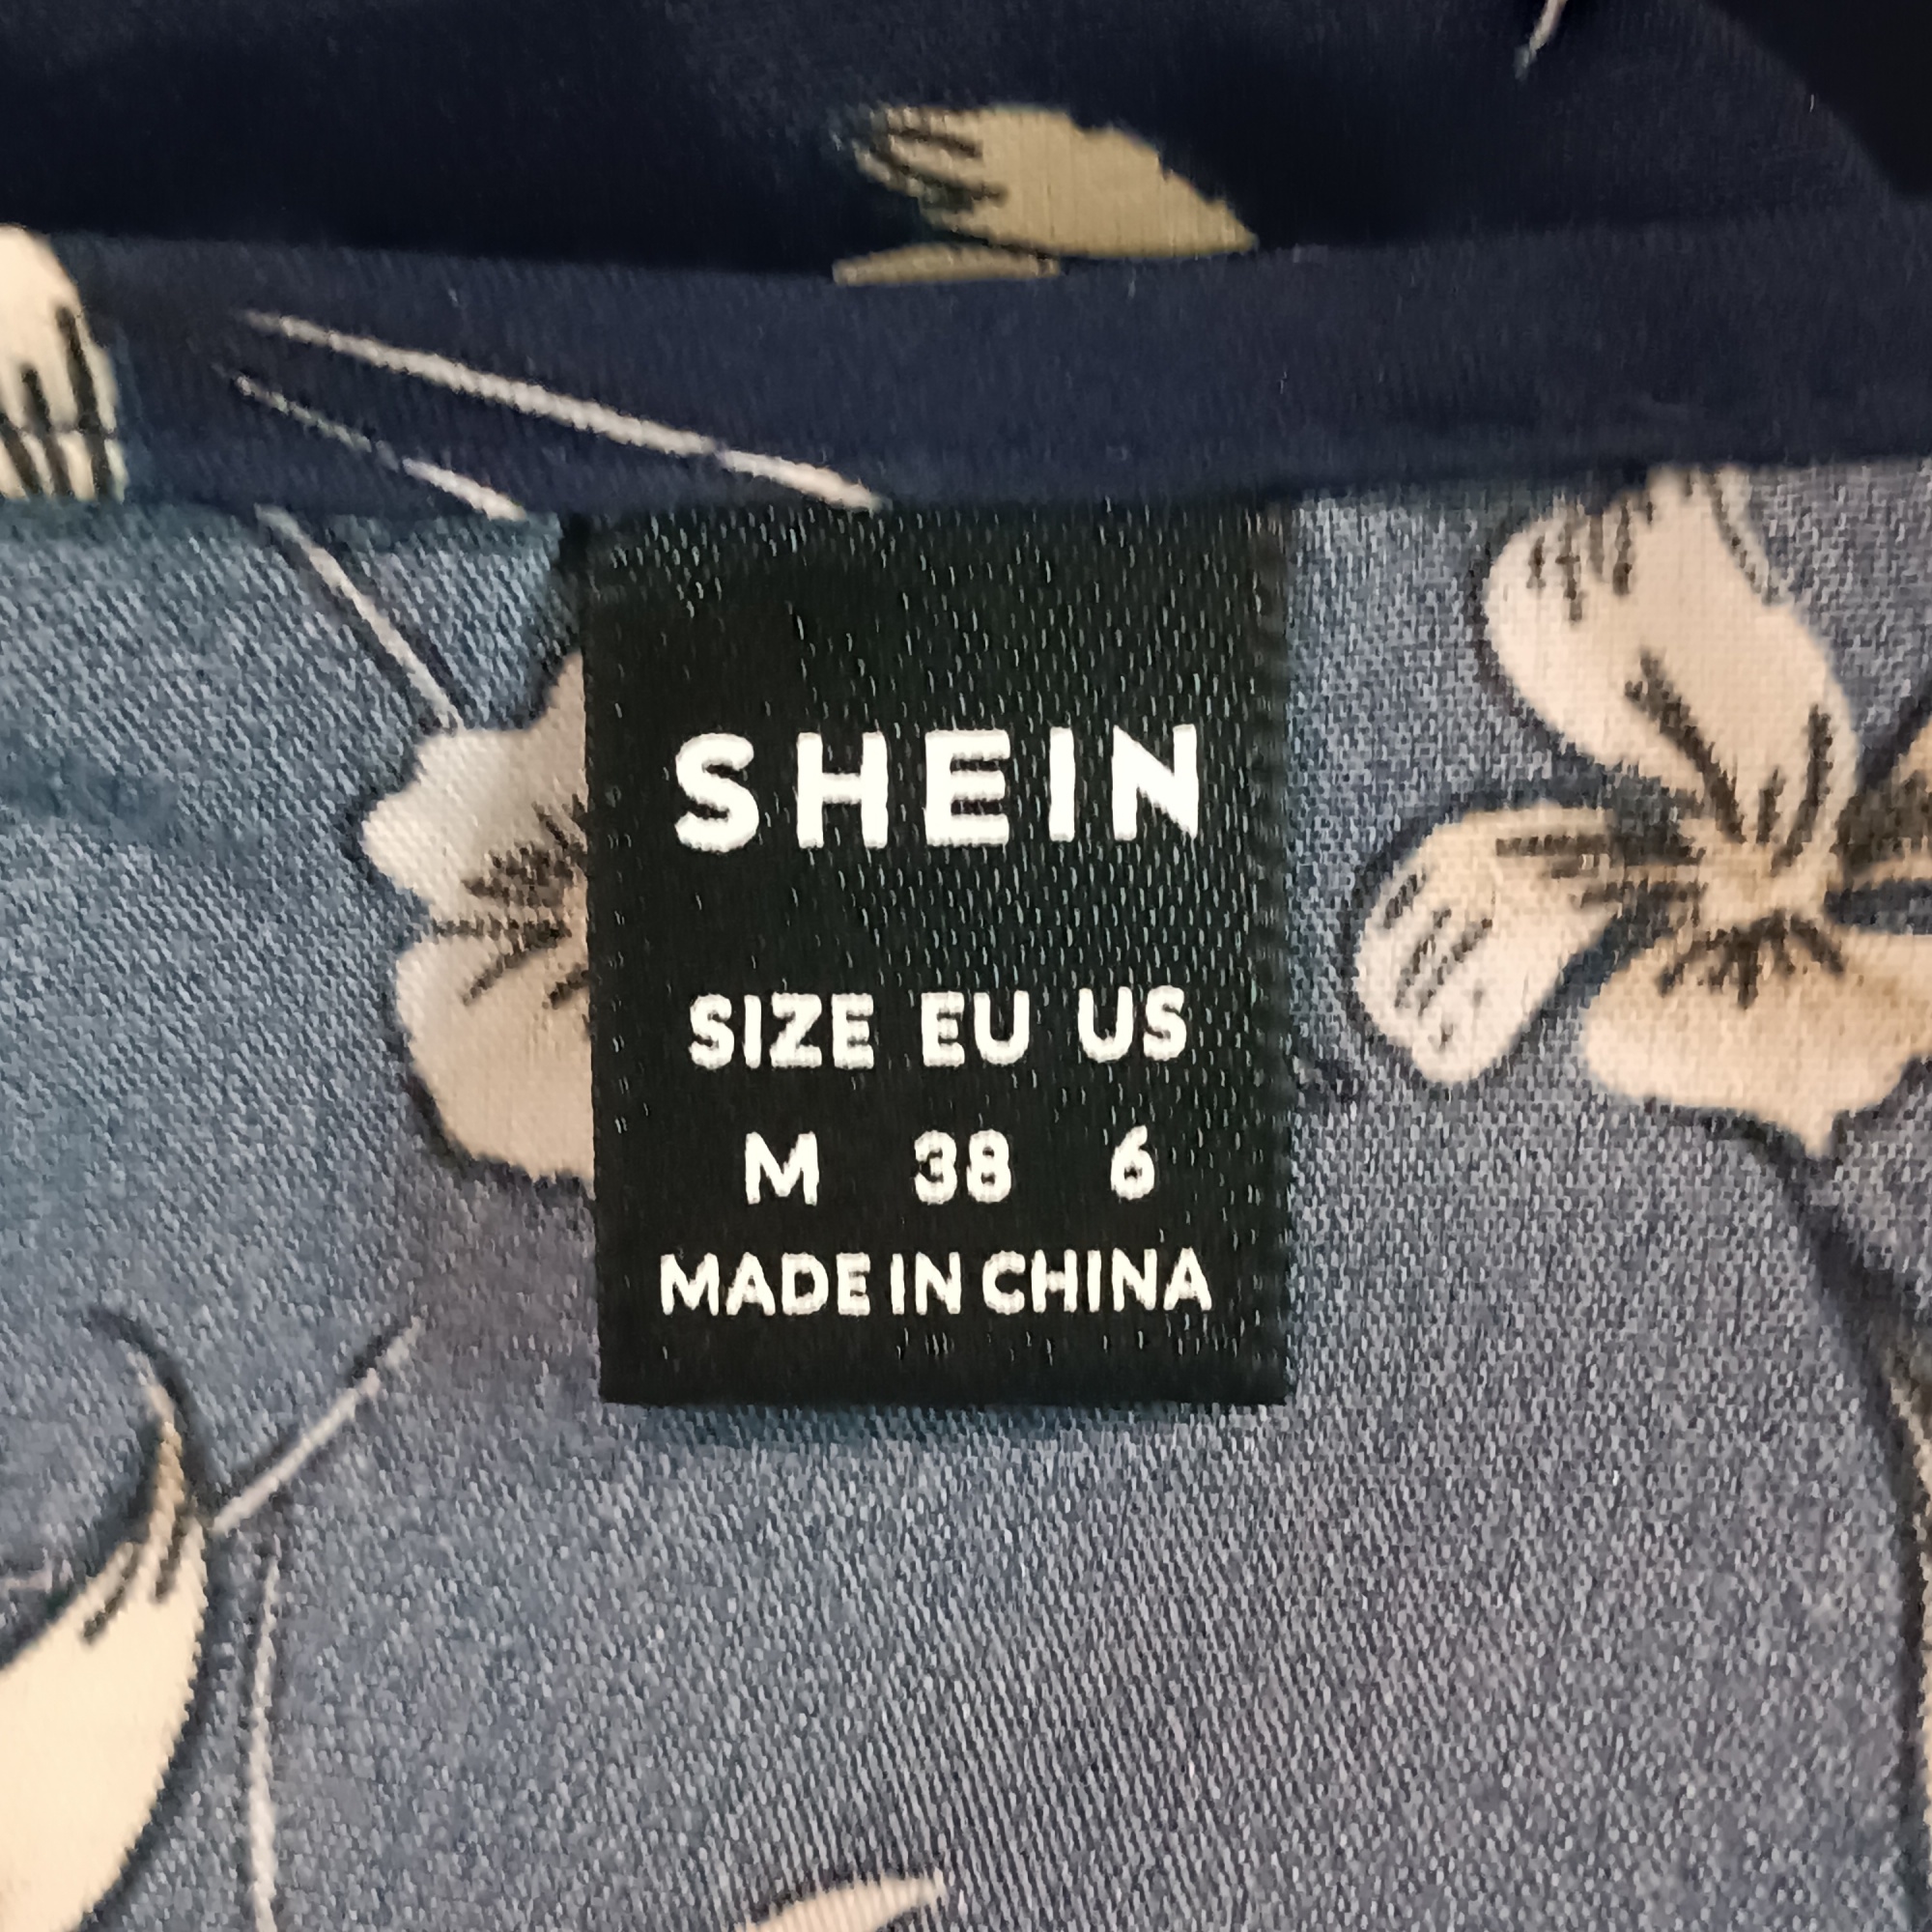 SHEIN
SIZE EU US
M 38 6
MADE IN CHINA